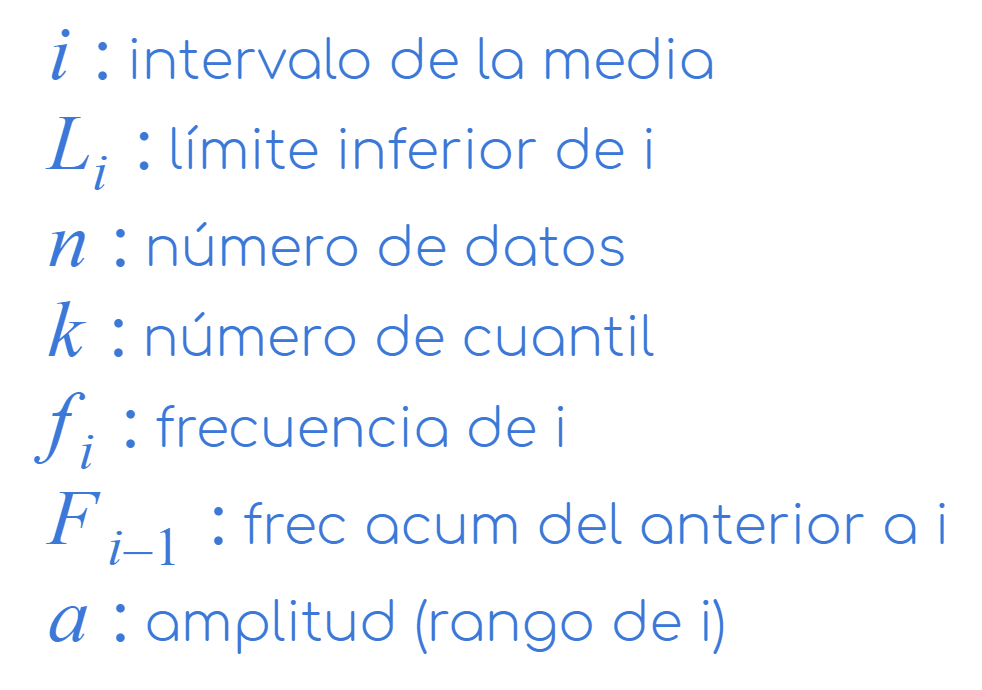 i : intervalo de la media
L_i : límite inferior de i
n : número de datos
k : número de cuantil
f_i : frecuencia de i
F_{i–1} : frec acum del anterior a i
a : amplitud (rango de i)